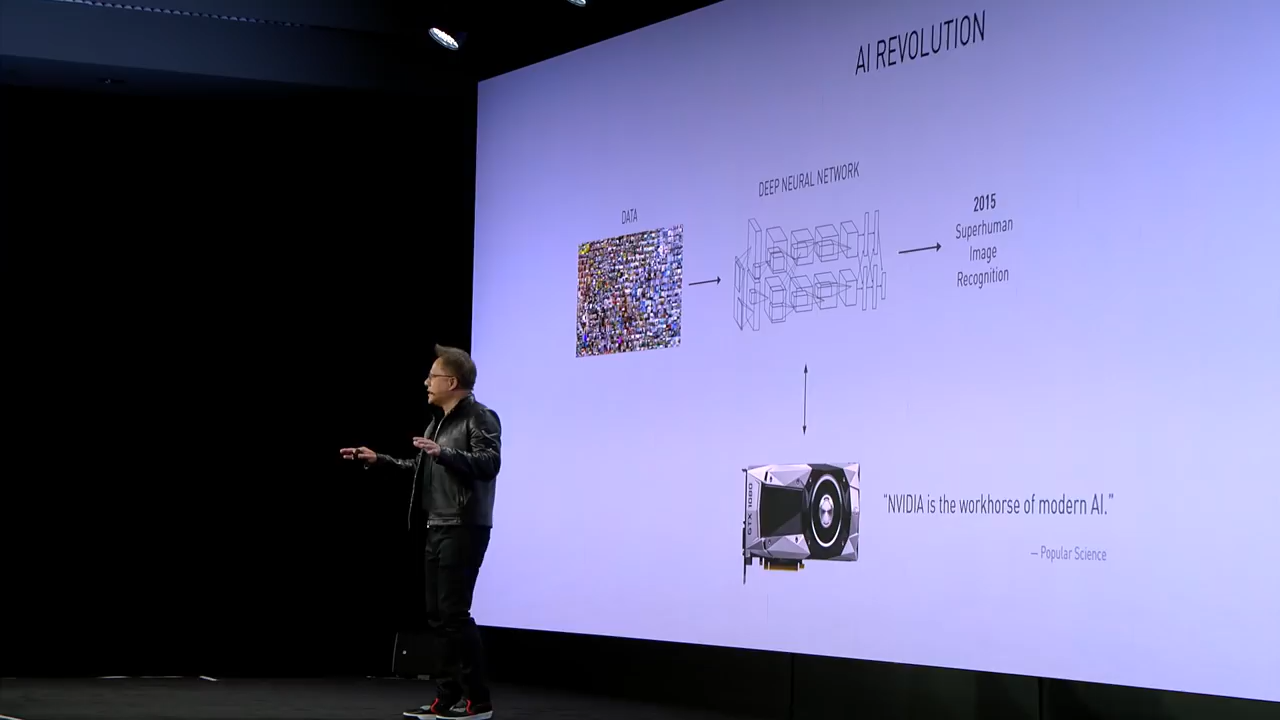 AI REVOLUTION
DEEP NEURAL NETWORK
DATA
2015
Superhuman
Image
Recognition
GTX 1080
"NVIDIA is the workhorse of modern AI."
— Popular Science